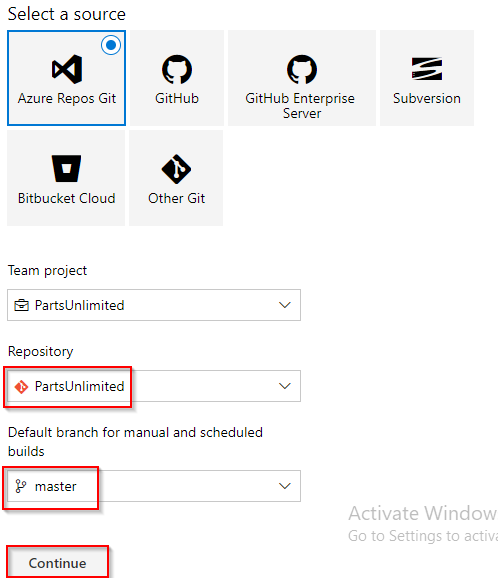 Select a source
Azure Repos Git
GitHub
GitHub Enterprise
Server
Subversion
Bitbucket Cloud
Other Git
Team project
PartsUnlimited
Repository
PartsUnlimited
Default branch for manual and scheduled
builds
master
Activate Window
Go to Settings to activa
Continue